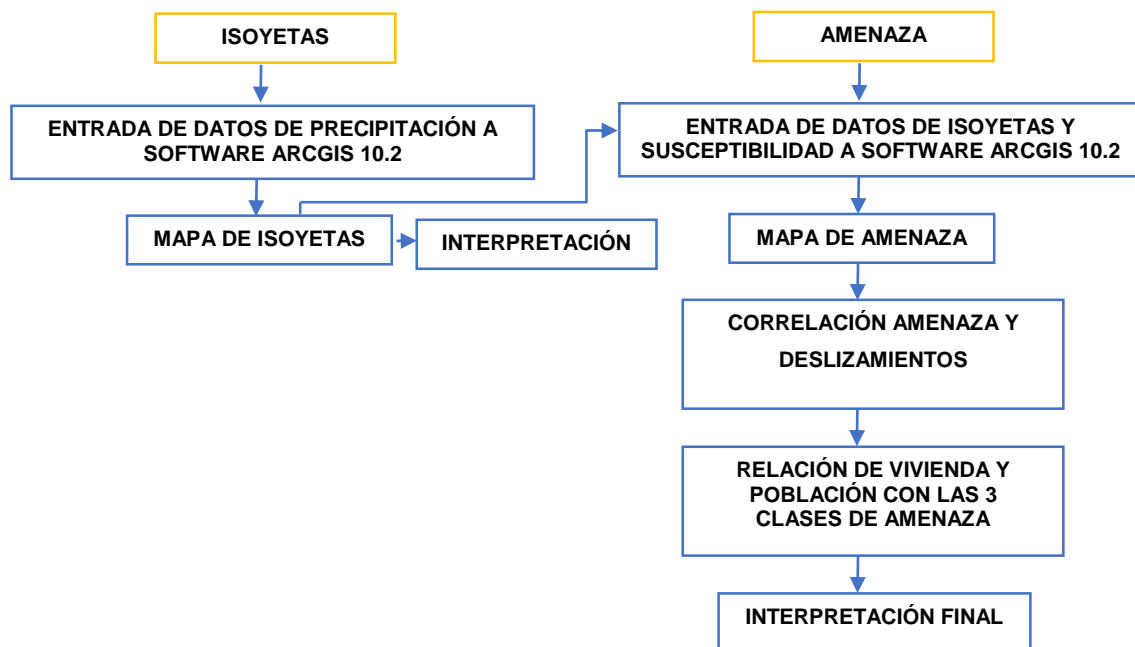 ISOYETAS
AMENAZA
ENTRADA DE DATOS DE PRECIPITACIÓN A
SOFTWARE ARCGIS 10.2
ENTRADA DE DATOS DE ISOYETAS Y
SUSCEPTIBILIDAD A SOFTWARE ARCGIS 10.2
MAPA DE ISOYETAS
INTERPRETACIÓN
MAPA DE AMENAZA
CORRELACIÓN AMENAZA Y
DESLIZAMIENTOS
RELACIÓN DE VIVIENDA Y
POBLACIÓN CON LAS 3
CLASES DE AMENAZA
INTERPRETACIÓN FINAL